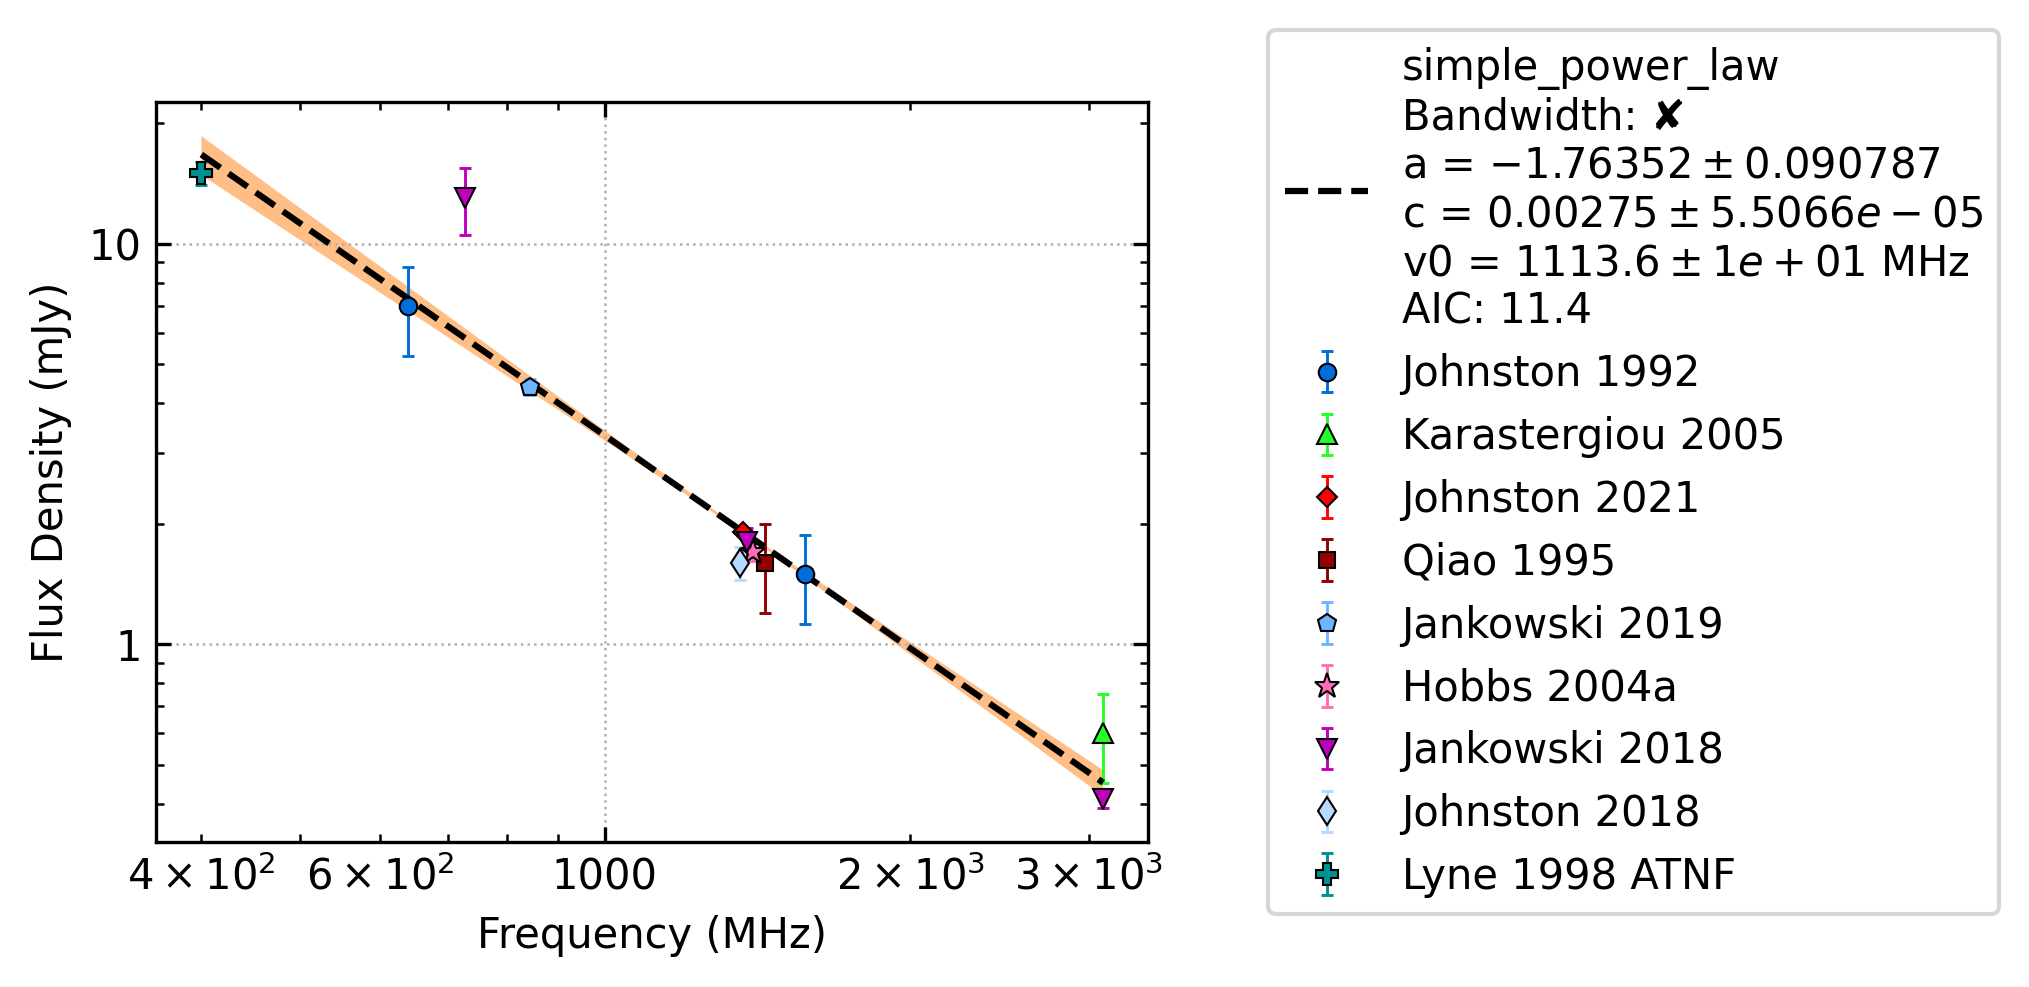 simple_power_law
Bandwidth: ✘
a = −1.76352 ± 0.090787
c = 0.00275 ± 5.5066e − 05
v0 = 1113.6 ± 1e + 01 MHz
AIC: 11.4
Johnston 1992
Karastergiou 2005
Johnston 2021
Qiao 1995
Jankowski 2019
Hobbs 2004a
Jankowski 2018
Johnston 2018
Lyne 1998 ATNF
Flux Density (mJy)
10
1
4 × 10² 6 × 10² 1000 2 × 10³ 3 × 10³
Frequency (MHz)